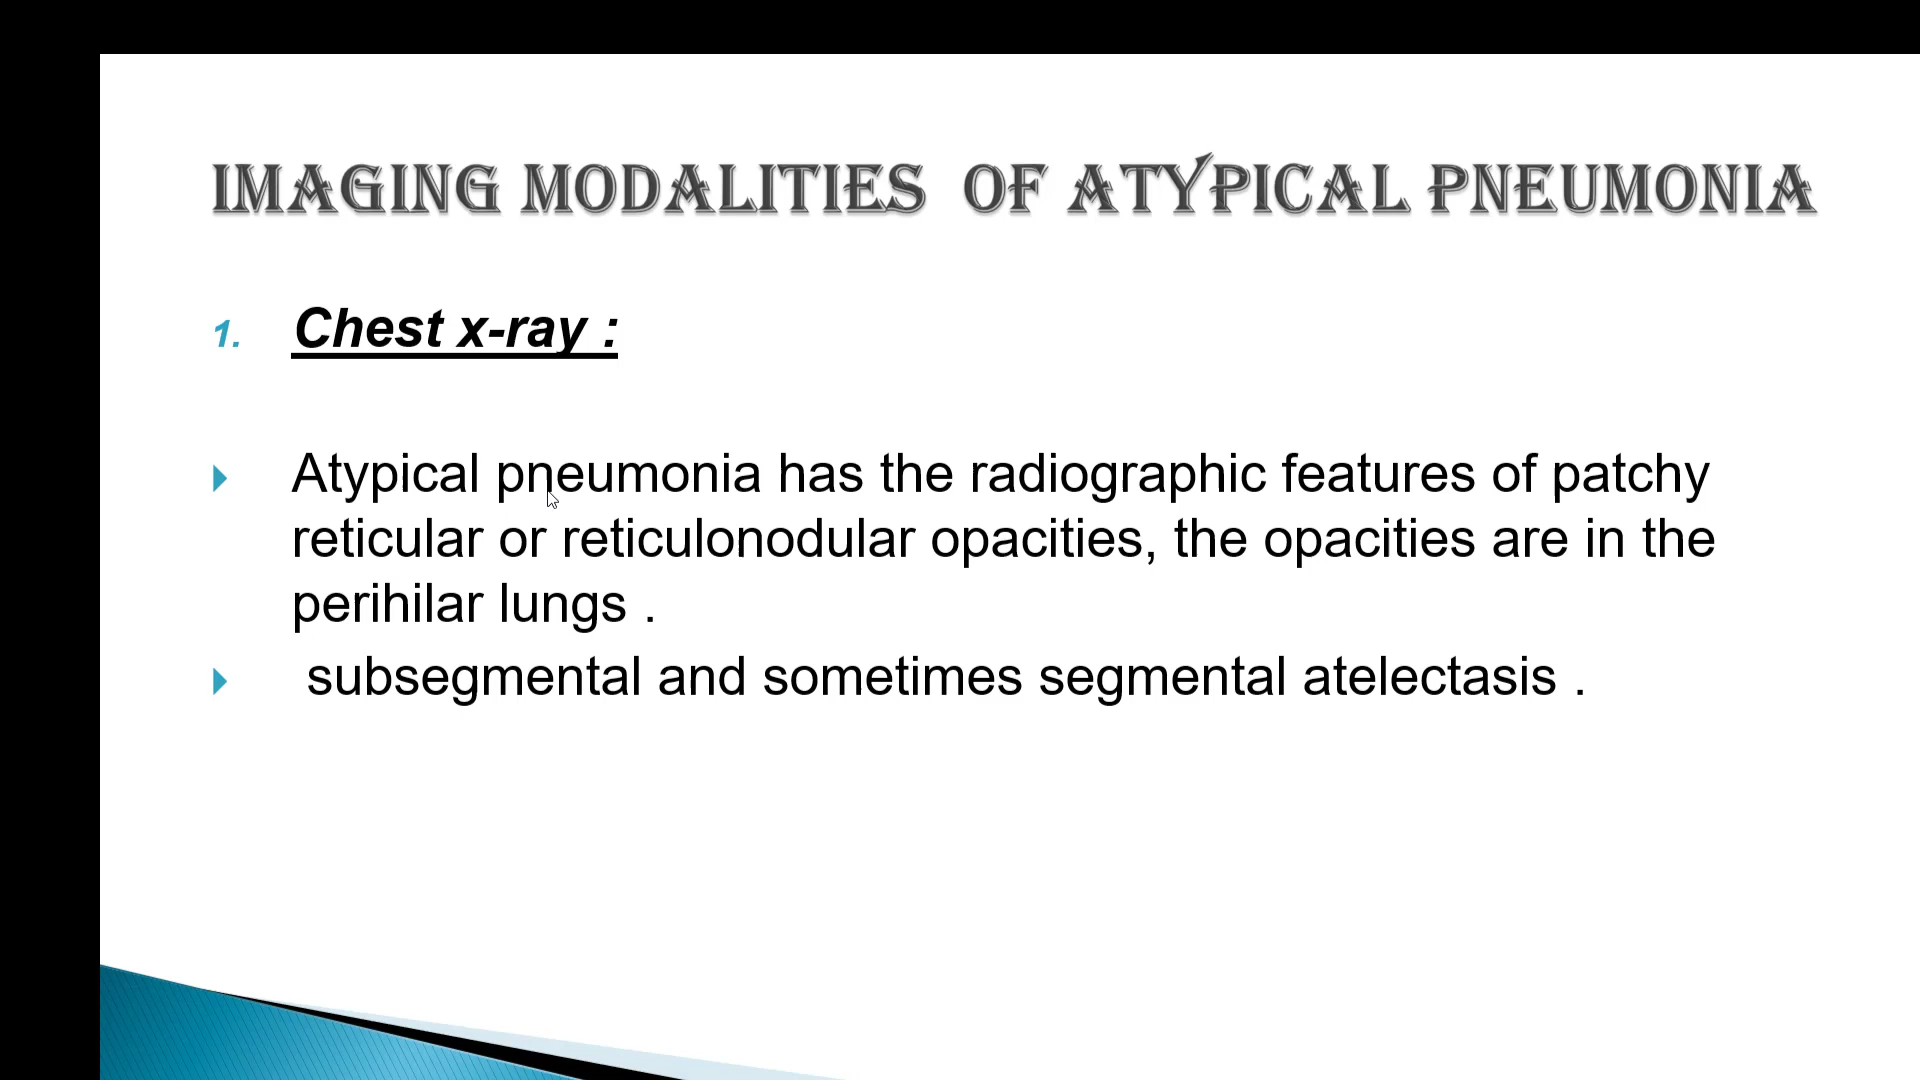 IMAGING MODALITIES OF ATYPICAL PNEUMONIA
1. Chest x-ray :
Atypical pneumonia has the radiographic features of patchy
reticular or reticulonodular opacities, the opacities are in the
perihilar lungs .
subsegmental and sometimes segmental atelectasis .